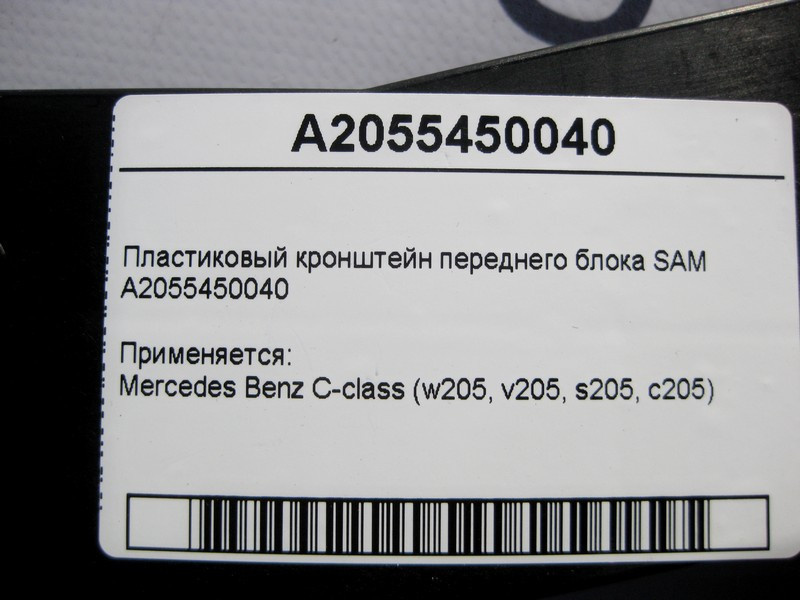 A2055450040
Пластиковый кронштейн переднего блока SAM
A2055450040
Применяется:
Mercedes Benz C-class (w205, v205, s205, c205)